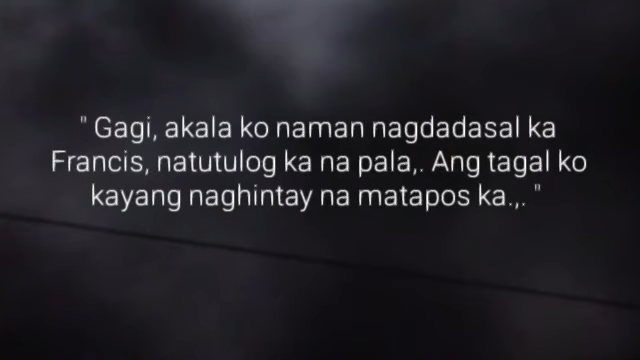 " Gagi, akala ko naman nagdadasal ka
Francis, natutulog ka na pala,. Ang tagal ko
kayang naghintay na matapos ka.,. "